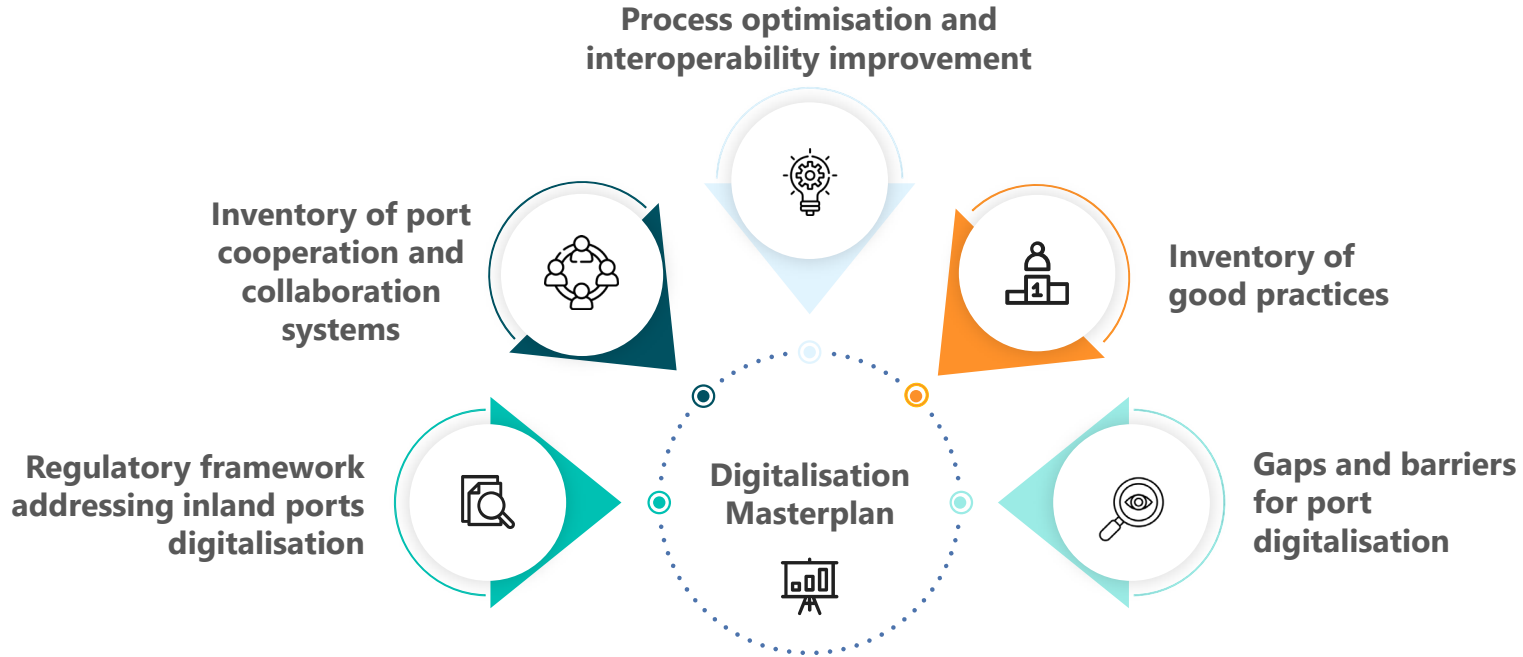 Process optimisation and
interoperability improvement
Inventory of port
cooperation and
collaboration
systems
Inventory of
good practices
1
Regulatory framework
addressing inland ports
digitalisation
Digitalisation
Masterplan
Gaps and barriers
for port
digitalisation